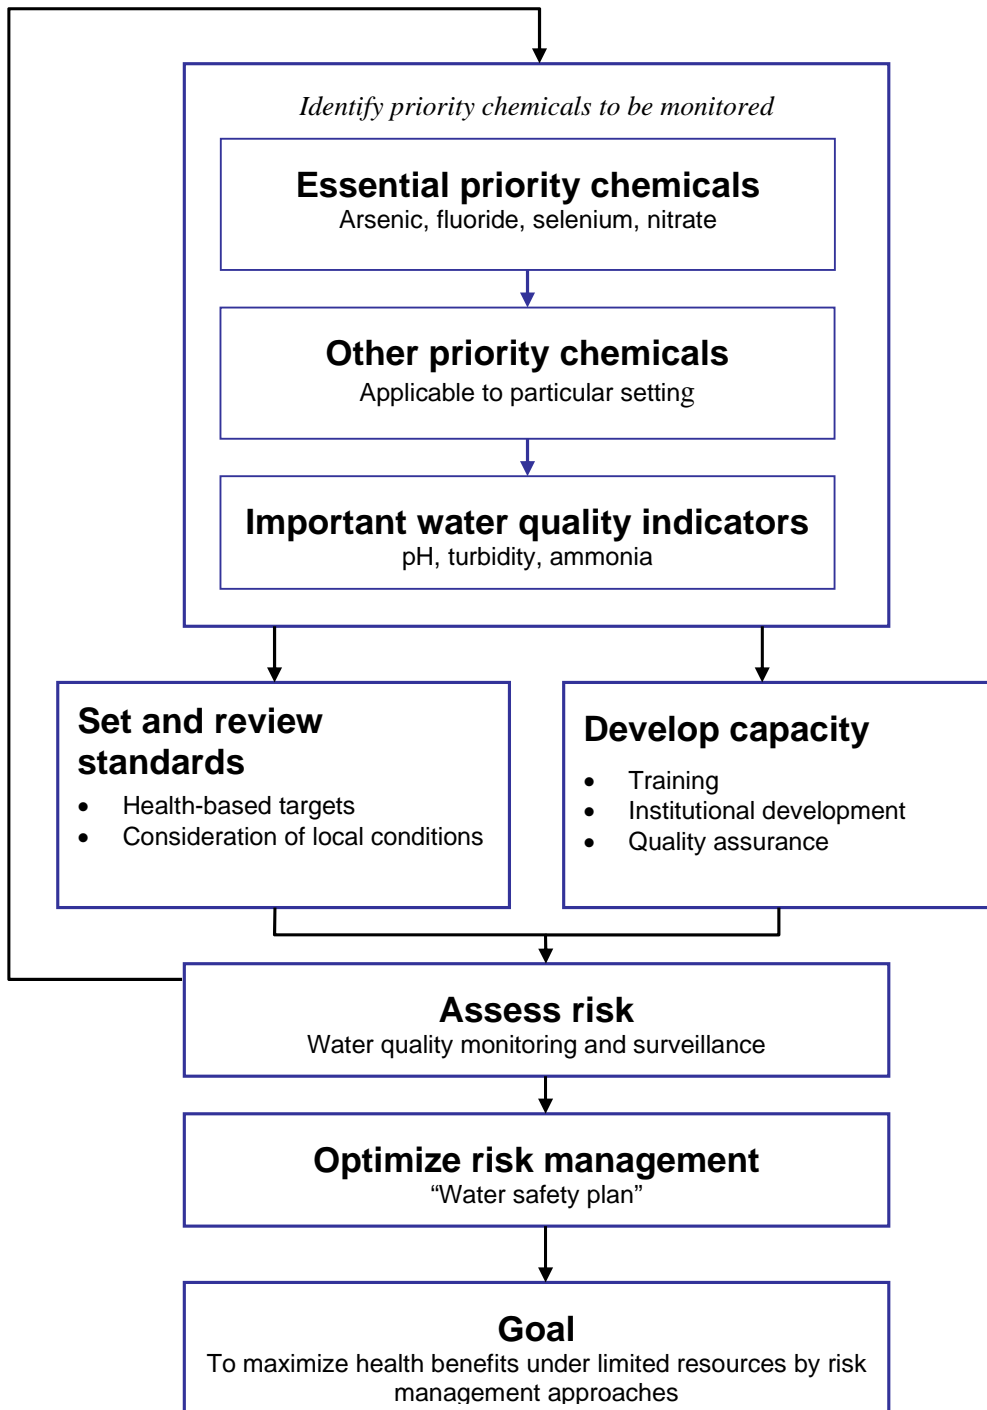 Identify priority chemicals to be monitored
Essential priority chemicals
Arsenic, fluoride, selenium, nitrate
Other priority chemicals
Applicable to particular setting
Important water quality indicators
pH, turbidity, ammonia
Set and review
standards
• Health-based targets
• Consideration of local conditions
Develop capacity
• Training
• Institutional development
• Quality assurance
Assess risk
Water quality monitoring and surveillance
Optimize risk management
“Water safety plan”
Goal
To maximize health benefits under limited resources by risk
management approaches